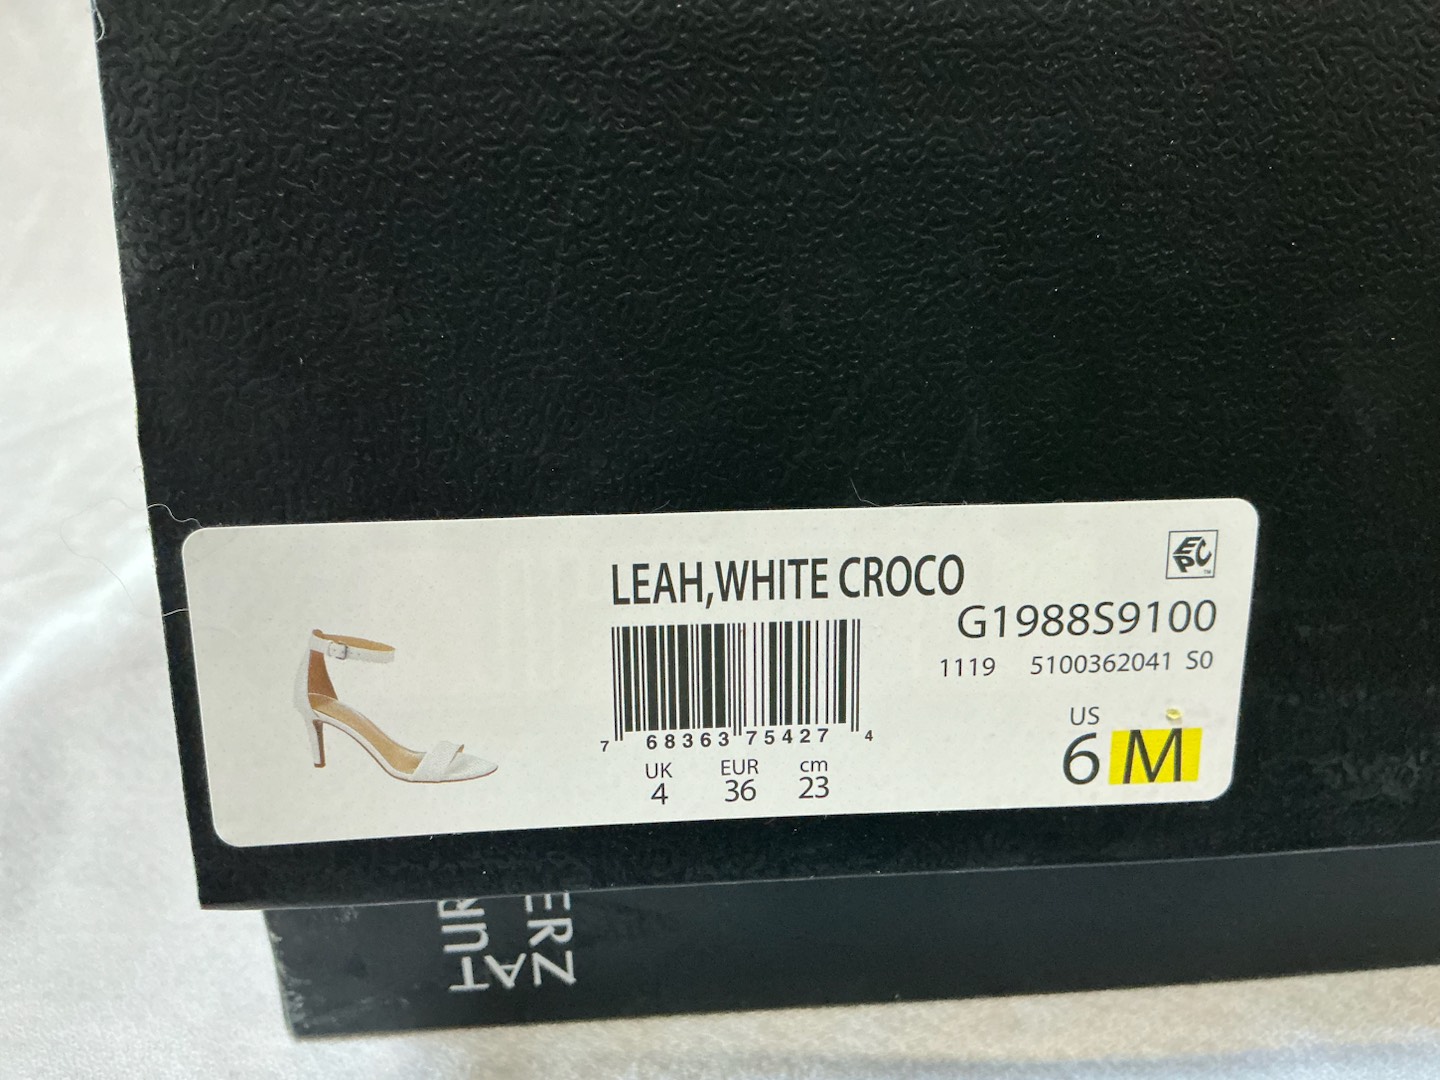 LEAH,WHITE CROCO
EPC
G1988S9100
1119 5100362041 S0
7 68363 75427 4
UK EUR cm
4 36 23
US
6 M